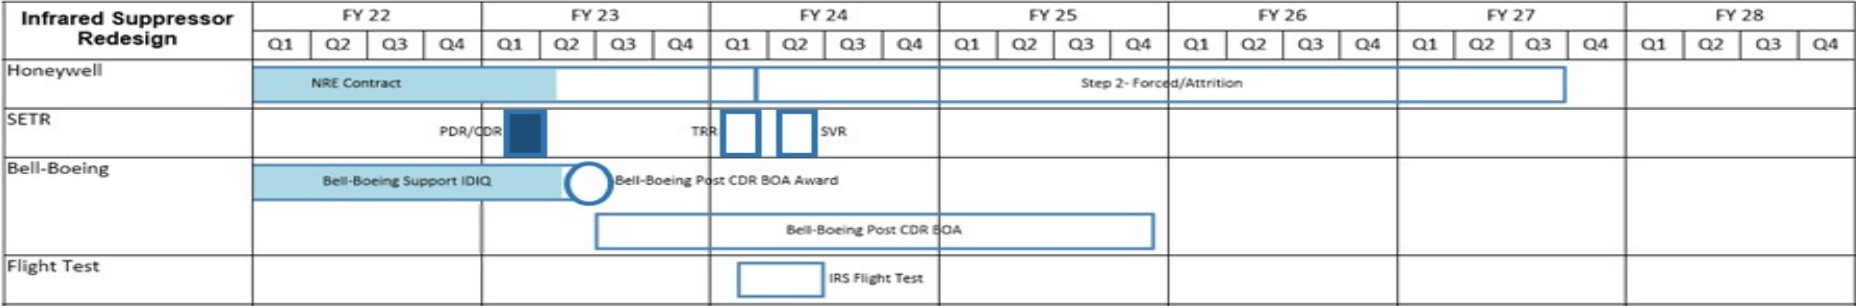 Infrared Suppressor Redesign
FY 22 FY 23 FY 24 FY 25 FY 26 FY 27 FY 28
Q1 Q2 Q3 Q4 Q1 Q2 Q3 Q4 Q1 Q2 Q3 Q4 Q1 Q2 Q3 Q4 Q1 Q2 Q3 Q4 Q1 Q2 Q3 Q4 Q1 Q2 Q3 Q4
Honeywell
NRE Contract
Step 2- Forced/Attrition
SETR
PDR/CDR
TRR
SVR
Bell-Boeing
Bell-Boeing Support IDIQ
Bell-Boeing Post CDR BOA Award
Bell-Boeing Post CDR BOA
Flight Test
IRS Flight Test